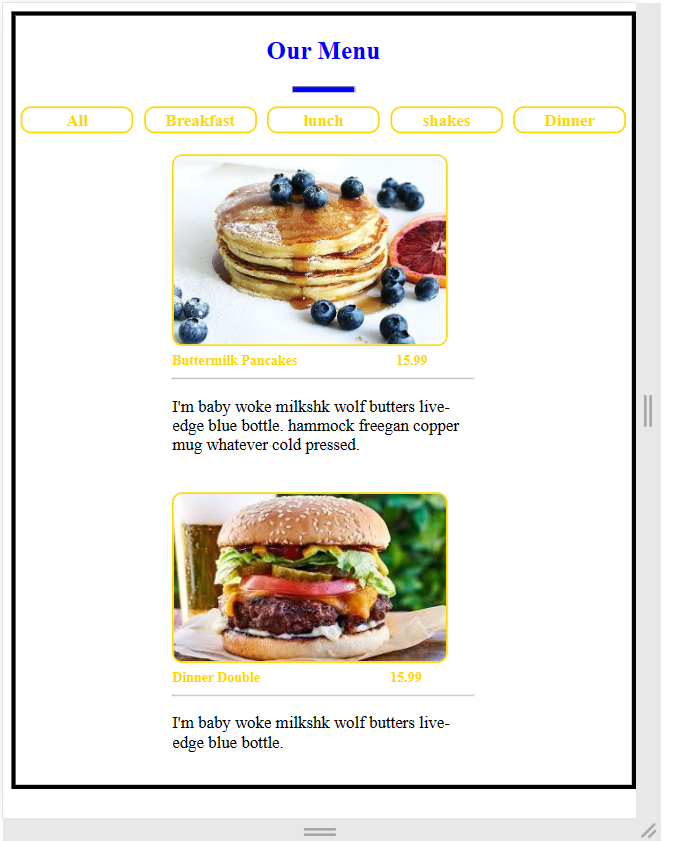 Our Menu
All Breakfast lunch shakes Dinner
Buttermilk Pancakes 15.99
I'm baby woke milkshk wolf butters live-
edge blue bottle. hammock freegan copper
mug whatever cold pressed.
Dinner Double 15.99
I'm baby woke milkshk wolf butters live-
edge blue bottle.